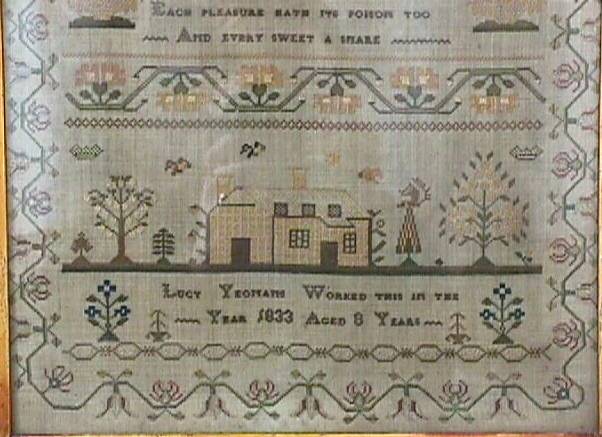 Each pleasure hath its poison too
And every sweet a snare
Lucy Yeomans Worked this in the
Year 1833 Aged 8 Years